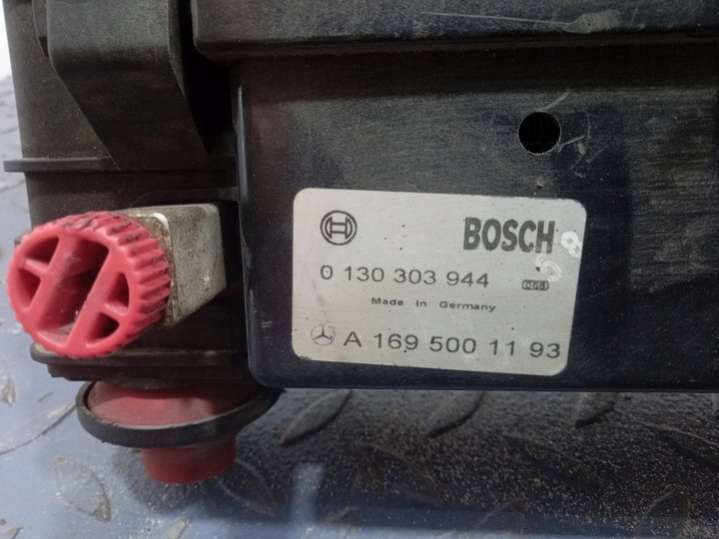 BOSCH
0 130 303 944
Made in Germany
A 169 500 11 93